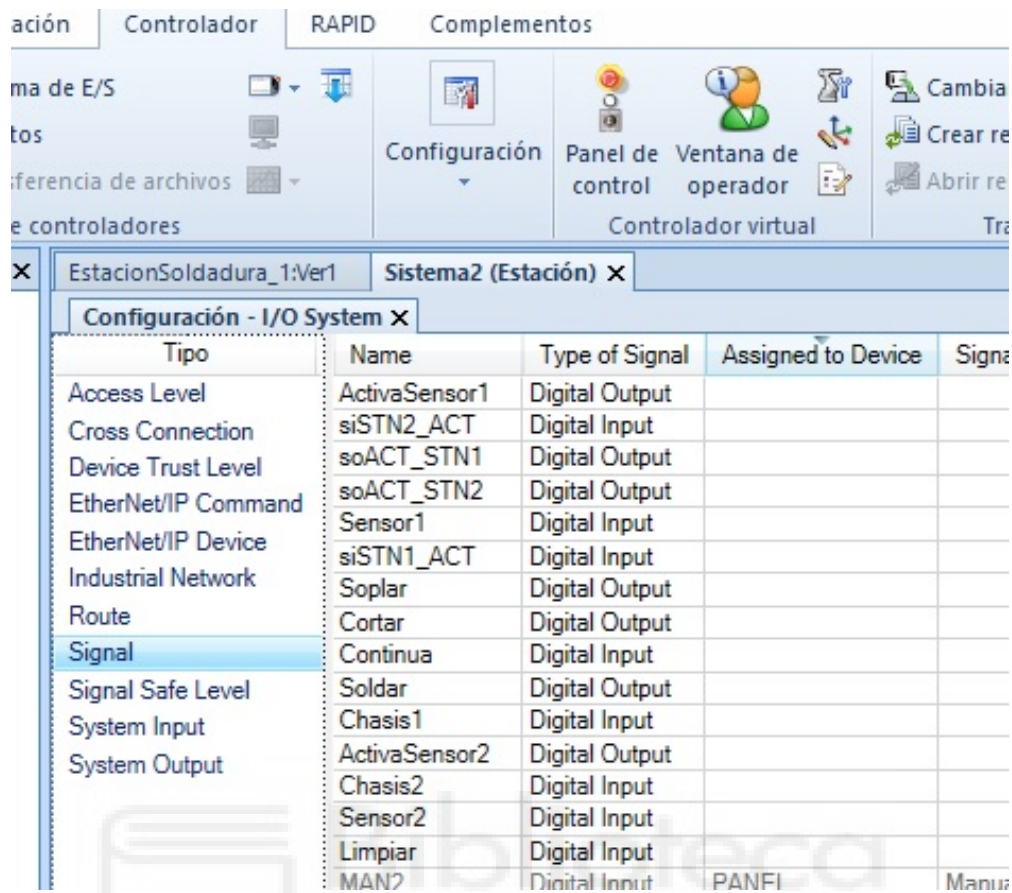 ación Controlador RAPID Complementos
ma de E/S
Cambia
tos
Crear re
Configuración
Panel de control
Ventana de operador
sferencia de archivos
Abrir re
e controladores
Controlador virtual
Tra
EstacionSoldadura_1:Ver1 Sistema2 (Estación) X
Configuración - I/O System X
Tipo
Access Level
Cross Connection
Device Trust Level
EtherNet/IP Command
EtherNet/IP Device
Industrial Network
Route
Signal
Signal Safe Level
System Input
System Output
Name Type of Signal Assigned to Device Signa
ActivaSensor1 Digital Output
siSTN2_ACT Digital Input
soACT_STN1 Digital Output
soACT_STN2 Digital Output
Sensor1 Digital Input
siSTN1_ACT Digital Input
Soplar Digital Output
Cortar Digital Output
Continua Digital Input
Soldar Digital Output
Chasis1 Digital Input
ActivaSensor2 Digital Output
Chasis2 Digital Input
Sensor2 Digital Input
Limpiar Digital Input
MAN2 Digital Input PANEL Manua
Biblioteca